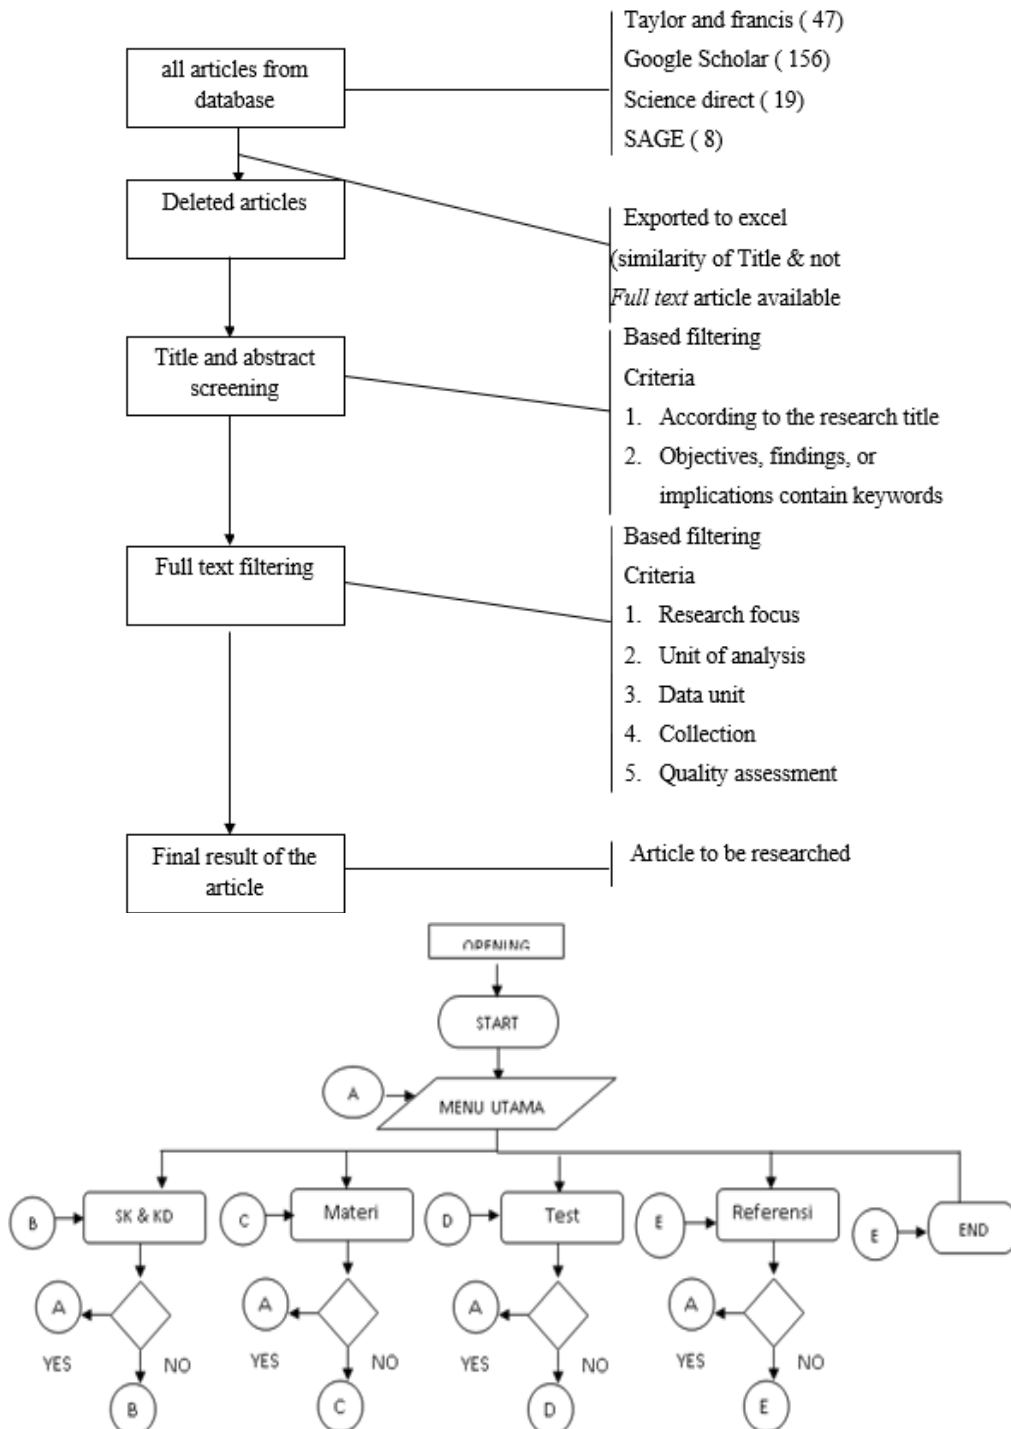 all articles from
database
Taylor and francis ( 47)
Google Scholar ( 156)
Science direct ( 19)
SAGE ( 8)
Deleted articles
Exported to excel
(similarity of Title & not
Full text article available
Title and abstract
screening
Based filtering
Criteria
1. According to the research title
2. Objectives, findings, or
implications contain keywords
Full text filtering
Based filtering
Criteria
1. Research focus
2. Unit of analysis
3. Data unit
4. Collection
5. Quality assessment
Final result of the
article
Article to be researched
OPENING
START
A
MENU UTAMA
B
SK & KD
C
Materi
D
Test
E
Referensi
E
END
A
A
A
A
YES
NO
YES
NO
YES
NO
YES
NO
B
C
D
E